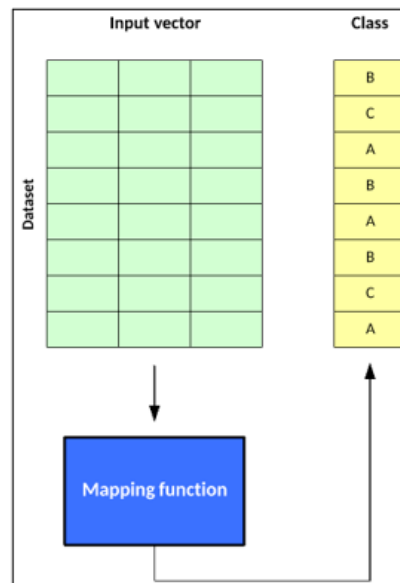 Input vector
Class
Dataset
B
C
A
B
A
B
C
A
Mapping function